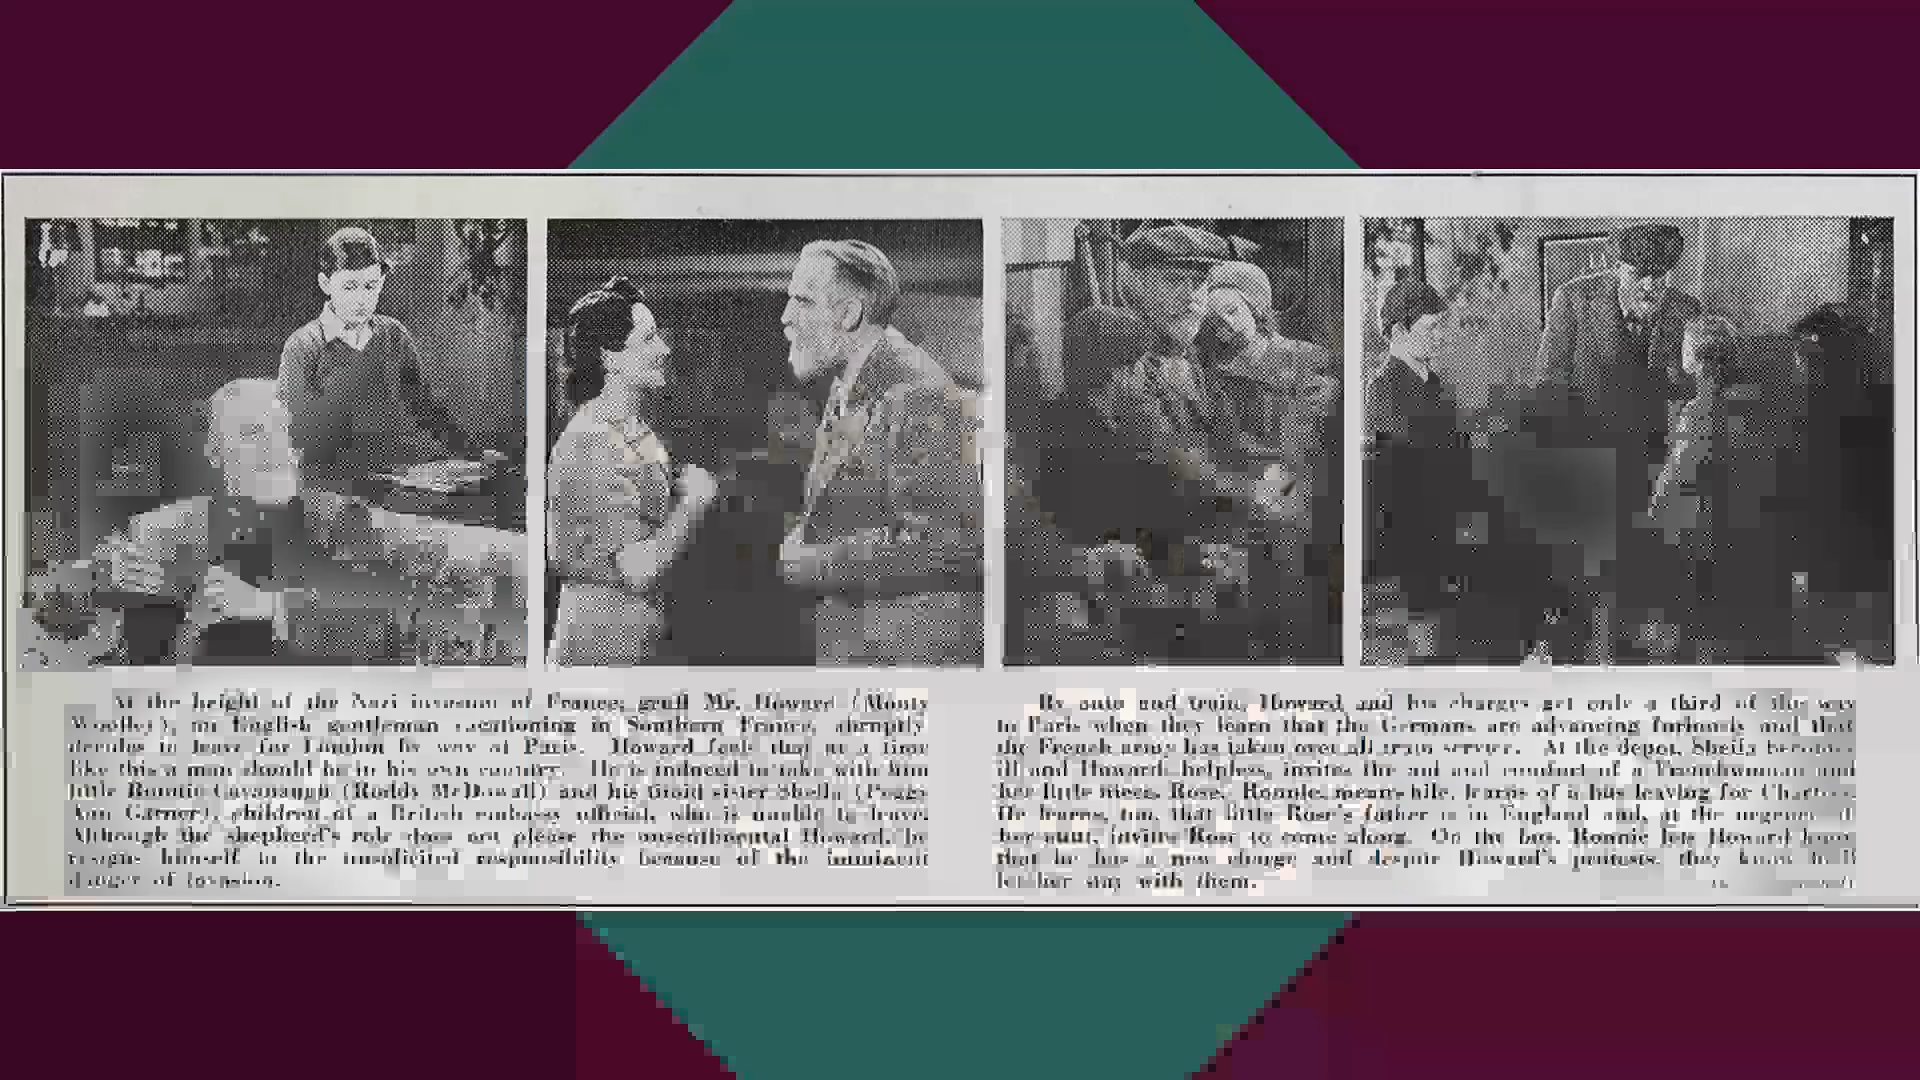 At the height of the Nazi invasion of France, gruff Mr. Howard (Monty
Woolley), an English gentleman vacationing in Southern France, abruptly
decides to leave for London by way of Paris. Howard feels that at a time
like this a man should be in his own country. He is induced to take with him
little Ronnie Cavanaugh (Roddy McDowall) and his timid sister Sheila (Peggy
Ann Garner), children of a British embassy official, who is unable to leave.
Although the shepherd's role does not please the unsentimental Howard, he
resigns himself to the unsolicited responsibility because of the imminent
danger of invasion.
By auto and train, Howard and his charges get only a third of the way
to Paris when they learn that the Germans are advancing furiously and that
the French army has taken over all train service. At the depot, Sheila becomes
ill and Howard, helpless, invites the aid and comfort of a Frenchwoman and
her little niece, Rose. Ronnie, meanwhile, learns of a bus leaving for
He learns, too, that little Rose's father is in England and, at the urgence of
her aunt, invites Rose to come along. On the bus, Ronnie lets Howard know
that he has a new charge and despite Howard's protests, they know he'll
let her stay with them.